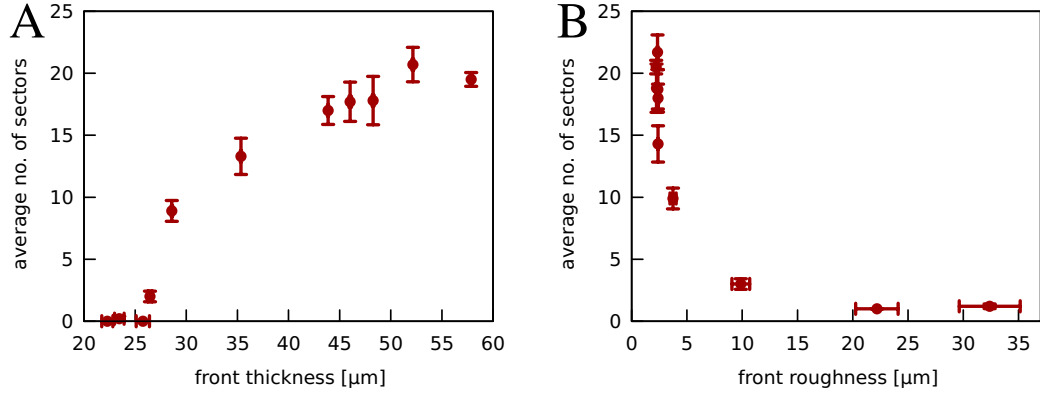 A
average no. of sectors
25
20
15
10
5
0
20 25 30 35 40 45 50 55 60
front thickness [μm]
B
average no. of sectors
25
20
15
10
5
0
0 5 10 15 20 25 30 35
front roughness [μm]